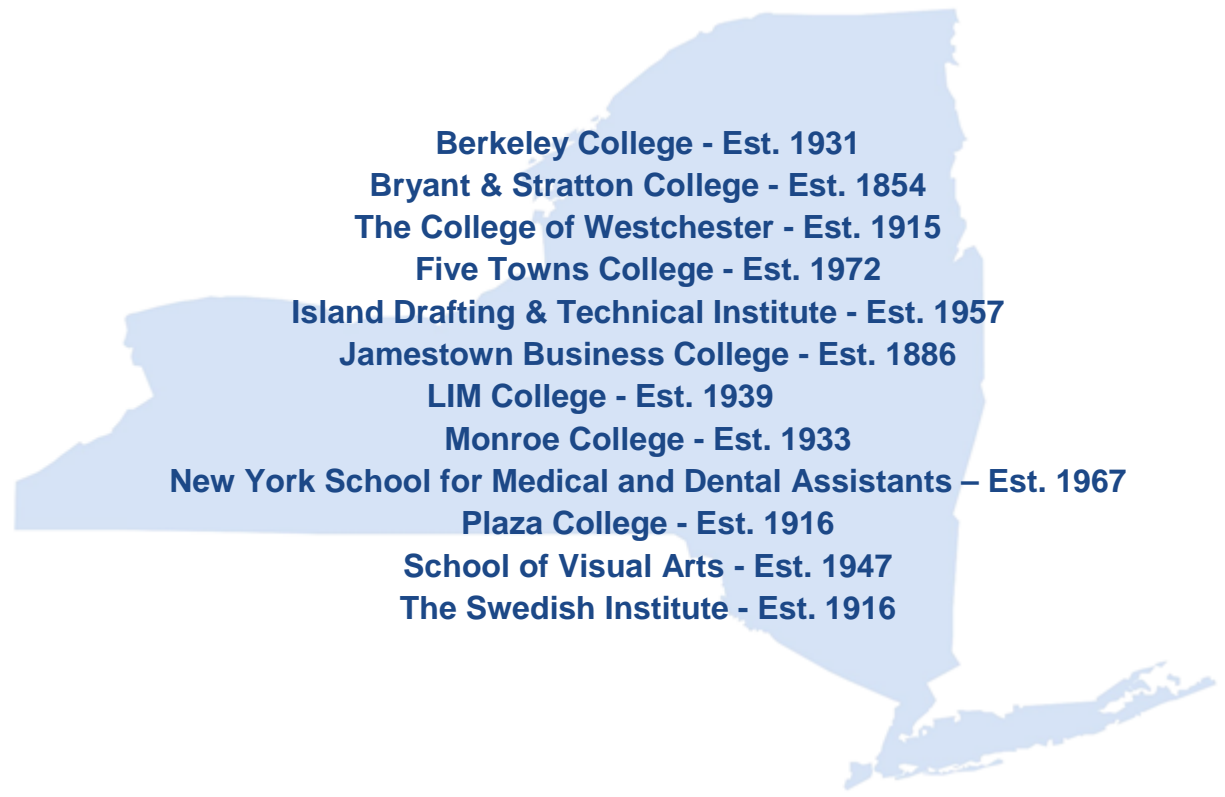 Berkeley College - Est. 1931
Bryant & Stratton College - Est. 1854
The College of Westchester - Est. 1915
Five Towns College - Est. 1972
Island Drafting & Technical Institute - Est. 1957
Jamestown Business College - Est. 1886
LIM College - Est. 1939
Monroe College - Est. 1933
New York School for Medical and Dental Assistants – Est. 1967
Plaza College - Est. 1916
School of Visual Arts - Est. 1947
The Swedish Institute - Est. 1916